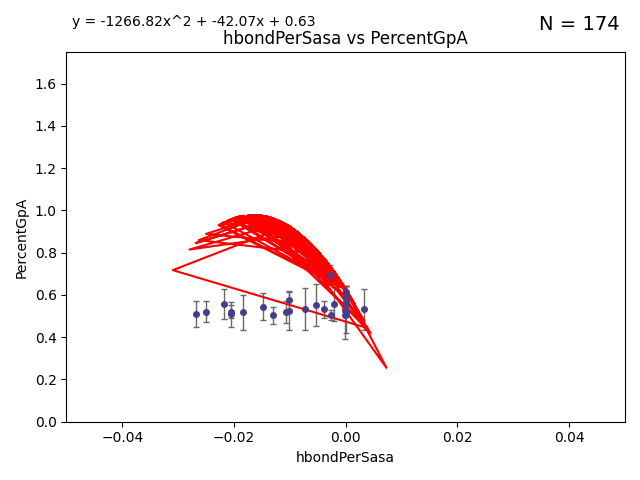 y = -1266.82x^2 + -42.07x + 0.63
N = 174
hbondPerSasa vs PercentGpA
PercentGpA
1.6
1.4
1.2
1.0
0.8
0.6
0.4
0.2
0.0
−0.04 −0.02 0.00 0.02 0.04
hbondPerSasa